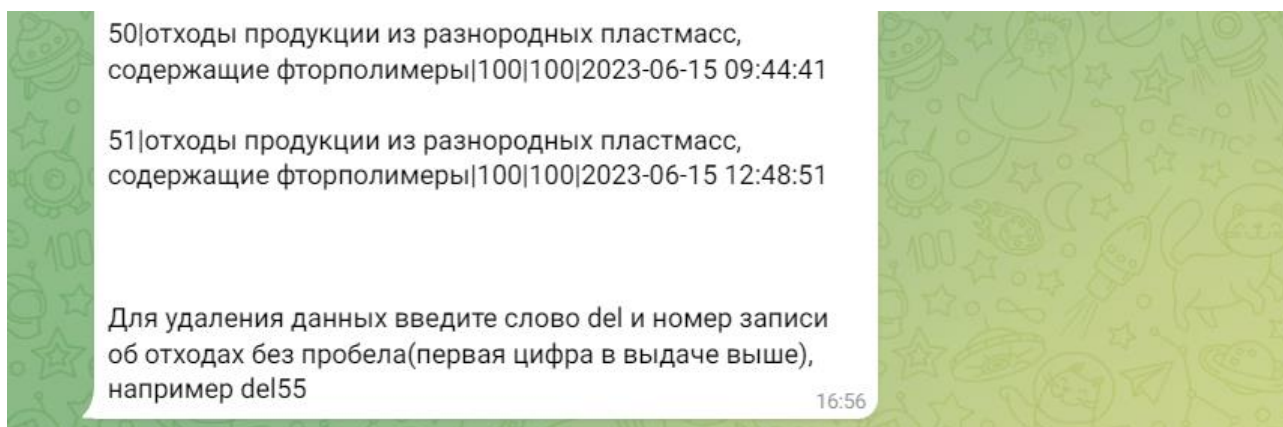 50|отходы продукции из разнородных пластмасс,
содержащие фторполимеры|100|100|2023-06-15 09:44:41
51|отходы продукции из разнородных пластмасс,
содержащие фторполимеры|100|100|2023-06-15 12:48:51
Для удаления данных введите слово del и номер записи
об отходах без пробела(первая цифра в выдаче выше),
например del55
16:56